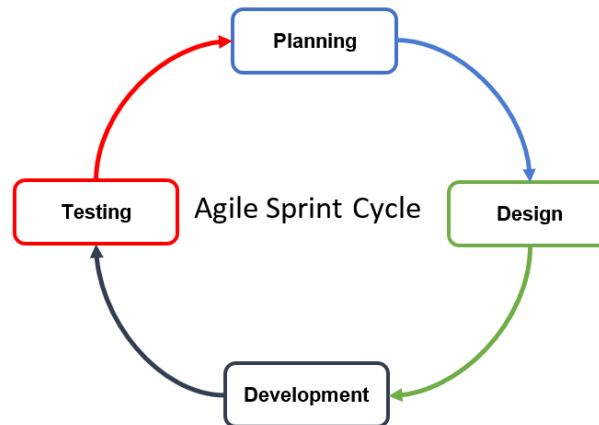 Planning
Testing
Agile Sprint Cycle
Design
Development